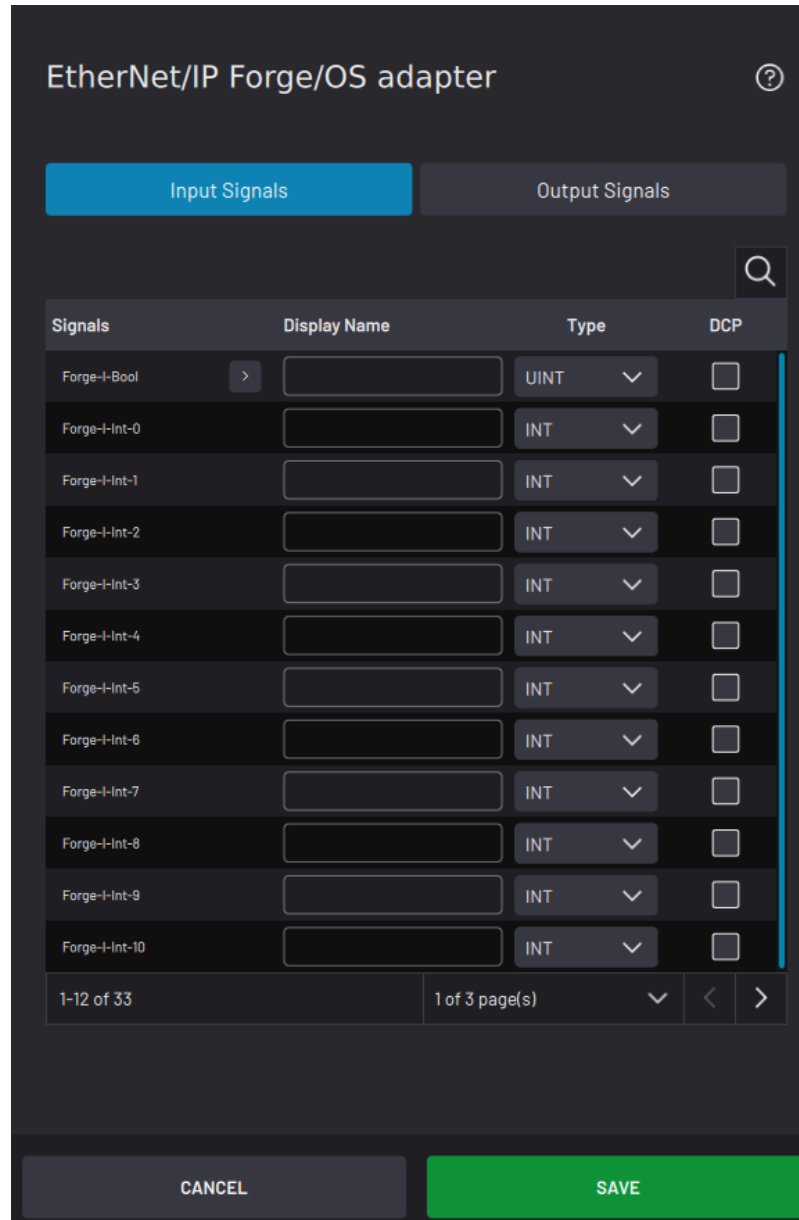 EtherNet/IP Forge/OS adapter
Input Signals Output Signals
Signals Display Name Type DCP
Forge-I-Bool UINT
Forge-I-Int-0 INT
Forge-I-Int-1 INT
Forge-I-Int-2 INT
Forge-I-Int-3 INT
Forge-I-Int-4 INT
Forge-I-Int-5 INT
Forge-I-Int-6 INT
Forge-I-Int-7 INT
Forge-I-Int-8 INT
Forge-I-Int-9 INT
Forge-I-Int-10 INT
1-12 of 33 1 of 3 page(s)
CANCEL SAVE